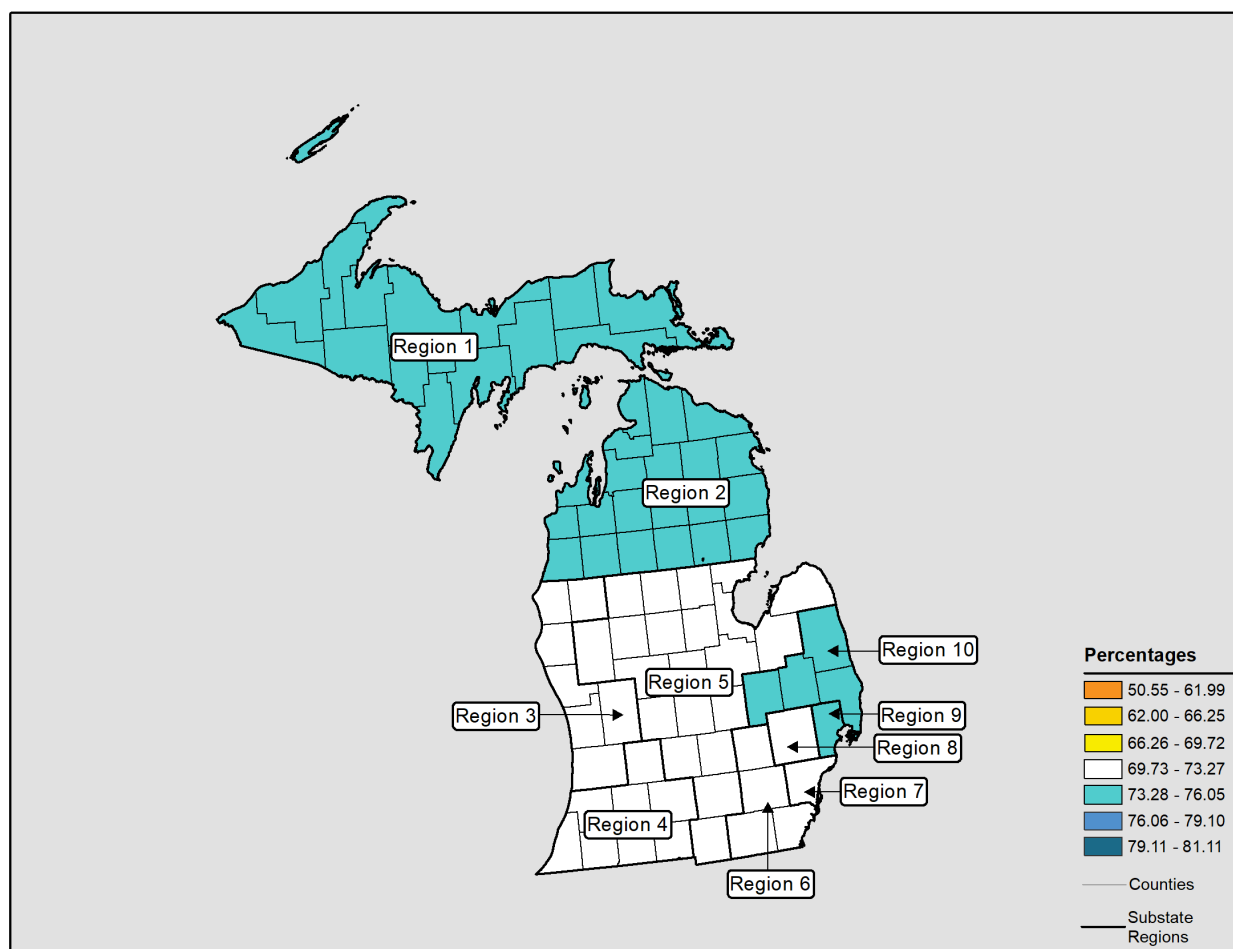 Region 1
Region 2
Region 10
Region 5
Region 3
Region 9
Region 8
Region 7
Region 4
Region 6
Percentages
50.55 - 61.99
62.00 - 66.25
66.26 - 69.72
69.73 - 73.27
73.28 - 76.05
76.06 - 79.10
79.11 - 81.11
Counties
Substate
Regions